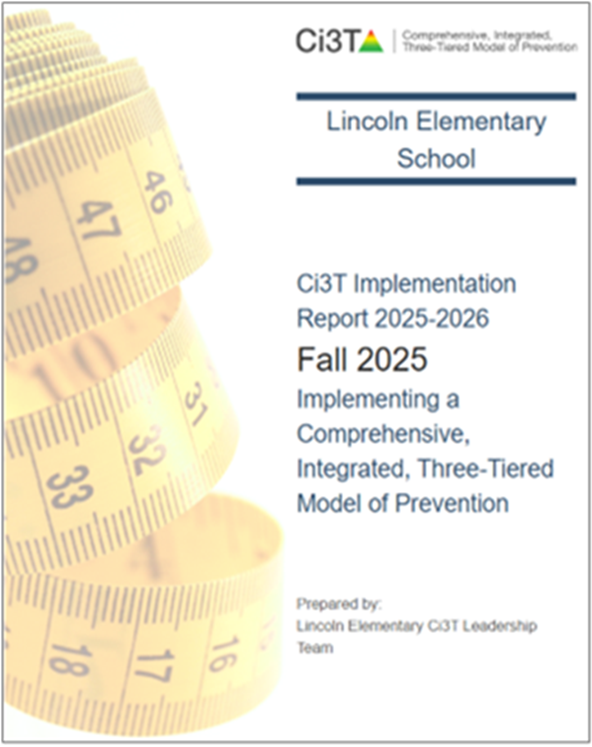 Ci3T
Comprehensive, Integrated,
Three-Tiered Model of Prevention
Lincoln Elementary
School
Ci3T Implementation
Report 2025-2026
Fall 2025
Implementing a
Comprehensive,
Integrated, Three-Tiered
Model of Prevention
Prepared by:
Lincoln Elementary Ci3T Leadership
Team
46
47
48
10
31
32
33
16
17
18